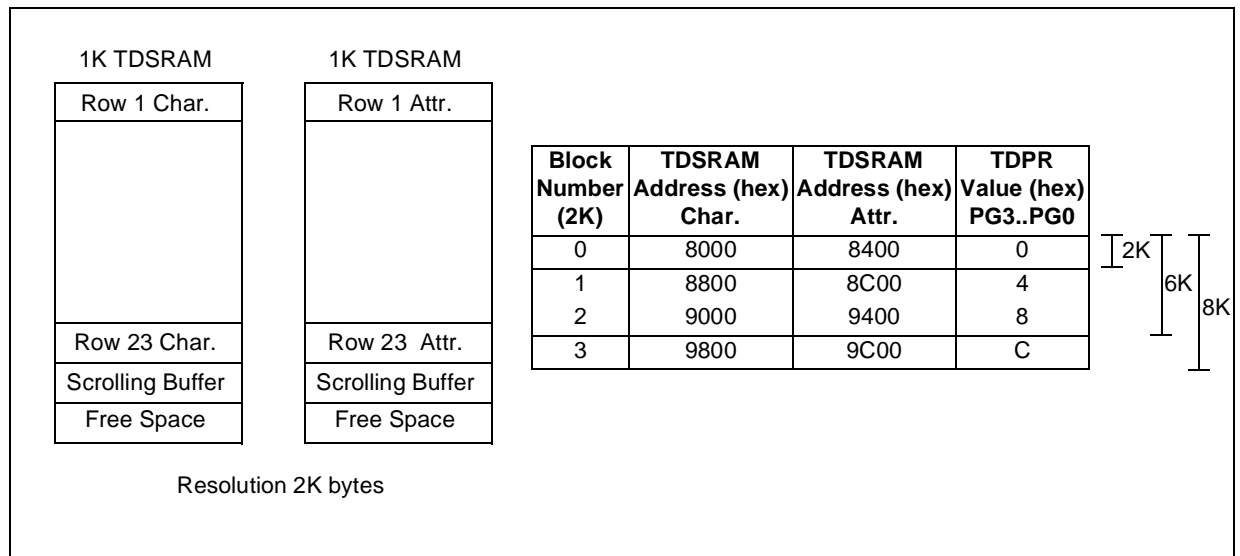 1K TDSRAM 1K TDSRAM
Row 1 Char. Row 1 Attr.
Row 23 Char. Row 23 Attr.
Scrolling Buffer Scrolling Buffer
Free Space Free Space
Resolution 2K bytes
Block TDSRAM TDSRAM TDPR
Number Address (hex) Address (hex) Value (hex)
(2K) Char. Attr. PG3..PG0
0 8000 8400 0
1 8800 8C00 4
2 9000 9400 8
3 9800 9C00 C
2K
6K
8K